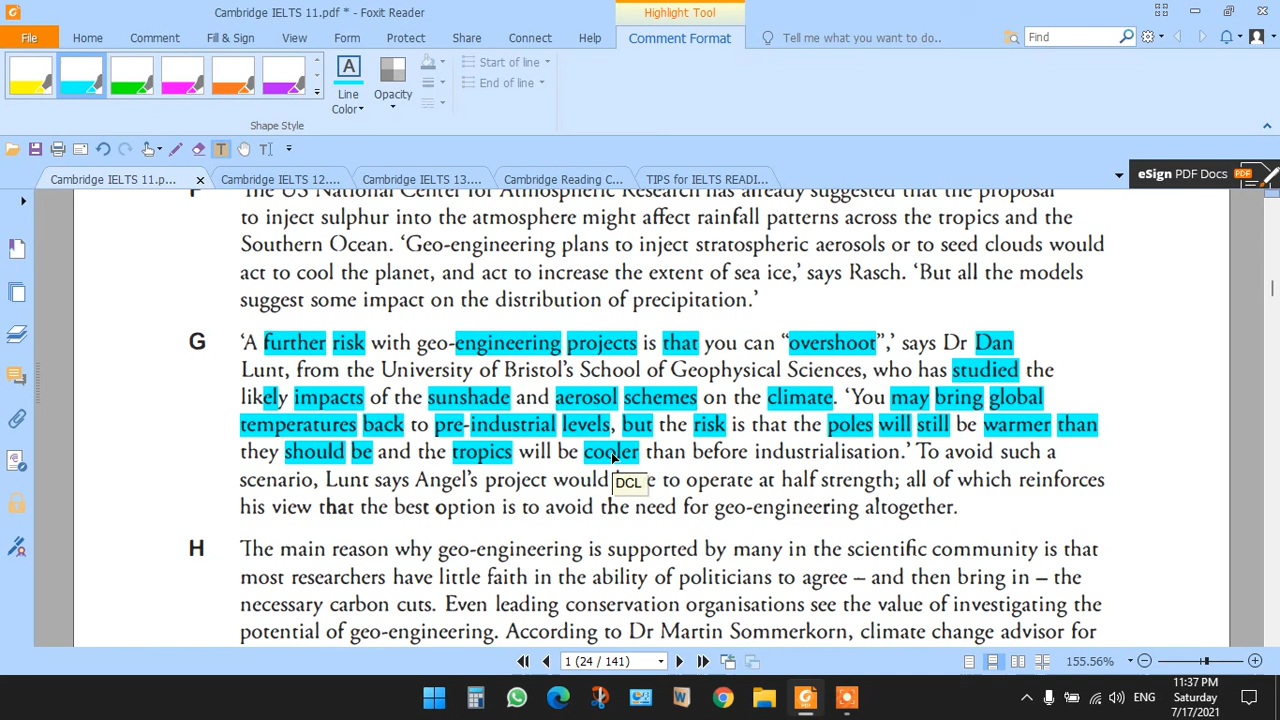 Cambridge IELTS 11.pdf * - Foxit Reader
Highlight Tool
File
Home
Comment
Fill & Sign
View
Form
Protect
Share
Connect
Help
Comment Format
Tell me what you want to do..
Find
Line Color
Opacity
Start of line
End of line
Shape Style
Cambridge IELTS 11.p...
Cambridge IELTS 12....
Cambridge IELTS 13....
Cambridge Reading C...
TIPS for IELTS READI...
eSign PDF Docs
The US National Center for Atmospheric Research has already suggested that the proposal
to inject sulphur into the atmosphere might affect rainfall patterns across the tropics and the
Southern Ocean. ‘Geo-engineering plans to inject stratospheric aerosols or to seed clouds would
act to cool the planet, and act to increase the extent of sea ice,’ says Rasch. ‘But all the models
suggest some impact on the distribution of precipitation.’
G ‘A further risk with geo-engineering projects is that you can “overshoot”,’ says Dr Dan
Lunt, from the University of Bristol’s School of Geophysical Sciences, who has studied the
likely impacts of the sunshade and aerosol schemes on the climate. ‘You may bring global
temperatures back to pre-industrial levels, but the risk is that the poles will still be warmer than
they should be and the tropics will be cooler than before industrialisation.’ To avoid such a
scenario, Lunt says Angel’s project would to operate at half strength; all of which reinforces
his view that the best option is to avoid the need for geo-engineering altogether.
DCL
H The main reason why geo-engineering is supported by many in the scientific community is that
most researchers have little faith in the ability of politicians to agree – and then bring in – the
necessary carbon cuts. Even leading conservation organisations see the value of investigating the
potential of geo-engineering. According to Dr Martin Sommerkorn, climate change advisor for
1 (24 / 141)
155.56%
11:37 PM
ENG
Saturday
7/17/2021